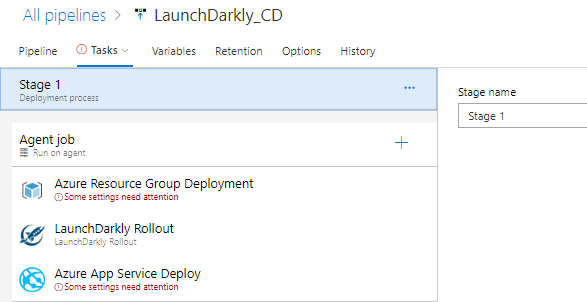 All pipelines > LaunchDarkly_CD
Pipeline Tasks Variables Retention Options History
Stage 1
Deployment process
...
Stage name
Stage 1
Agent job
Run on agent
+
Azure Resource Group Deployment
Some settings need attention
LaunchDarkly Rollout
LaunchDarkly Rollout
Azure App Service Deploy
Some settings need attention